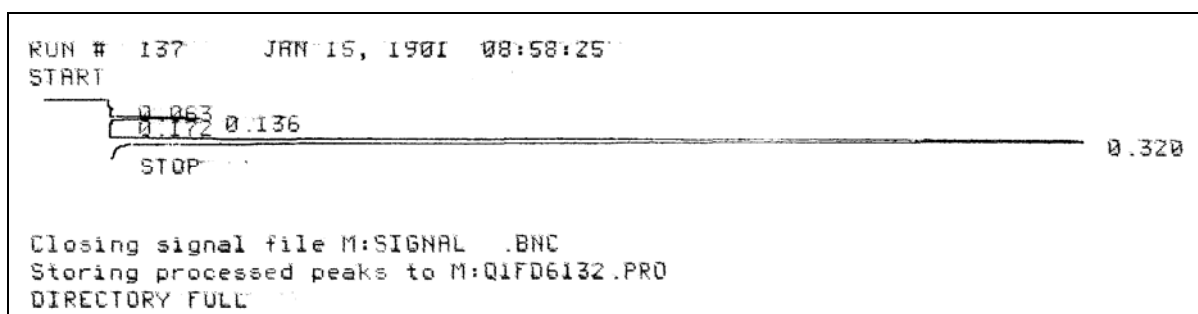 RUN # 137 JAN 15, 1901 08:58:25
START
0.063
0.172 0.136
0.320
STOP
Closing signal file M:SIGNAL .BNC
Storing processed peaks to M:Q1FD6132.PRO
DIRECTORY FULL